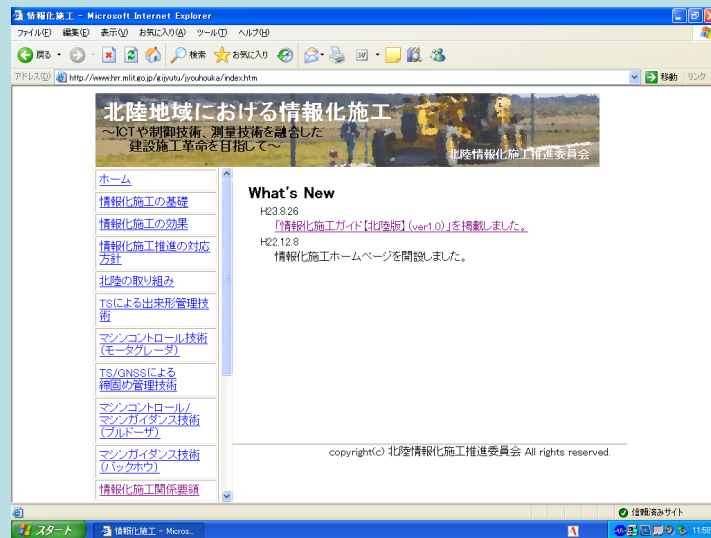 情報化施工 - Microsoft Internet Explorer
ファイル(F) 編集(E) 表示(V) お気に入り(A) ツール(T) ヘルプ(H)
戻る 検索 お気に入り
アドレス(D) http://www.hrr.mlit.go.jp/gijyutu/jyouhouka/index.htm 移動 リンク
北陸地域における情報化施工
～ICTや制御技術、測量技術を融合した
建設施工革命を目指して～
北陸情報化施工推進委員会
ホーム
情報化施工の基礎
情報化施工の効果
情報化施工推進の対応
方針
北陸の取り組み
TSによる出来形管理技
術
マシンコントロール技術
(モータグレーダ)
TS/GNSSによる
締固め管理技術
マシンコントロール/
マシンガイダンス技術
(ブルドーザ)
マシンガイダンス技術
(バックホウ)
情報化施工関係要領
What's New
H23.8.26
「情報化施工ガイド【北陸版】(ver1.0)」を掲載しました。
H22.12.8
情報化施工ホームページを開設しました。
copyright(c) 北陸情報化施工推進委員会 All rights reserved.
信頼済みサイト
スタート 情報化施工 - Micros... A 11:58